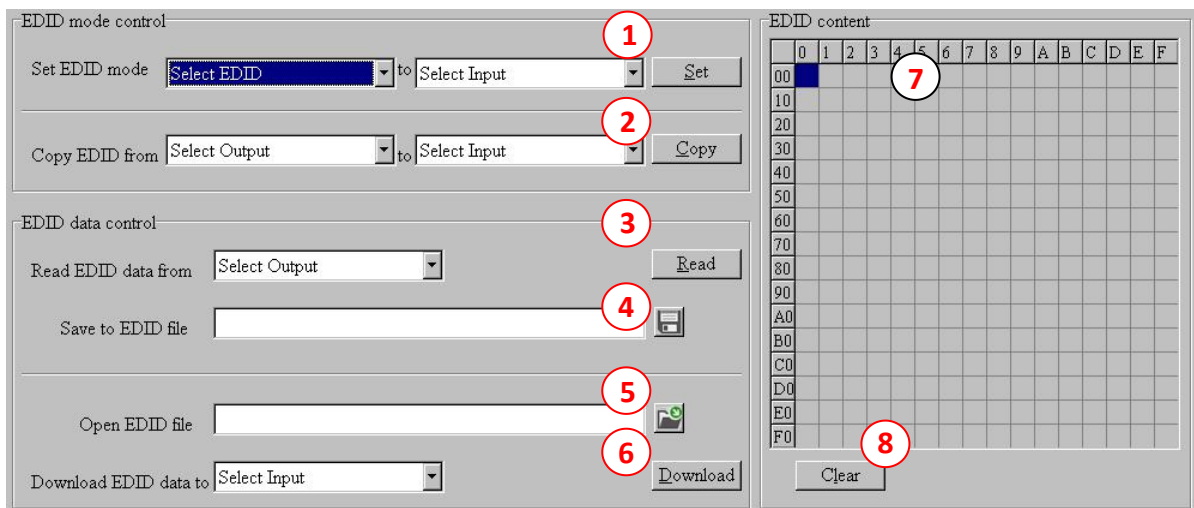 EDID mode control
1
Set EDID mode Select EDID to Select Input Set
2
Copy EDID from Select Output to Select Input Copy
EDID data control
3
Read EDID data from Select Output Read
4
Save to EDID file
5
Open EDID file
6
Download EDID data to Select Input Download
EDID content
0 1 2 3 4 5 6 7 8 9 A B C D E F
7
00
10
20
30
40
50
60
70
80
90
A0
B0
C0
D0
E0
F0
8
Clear